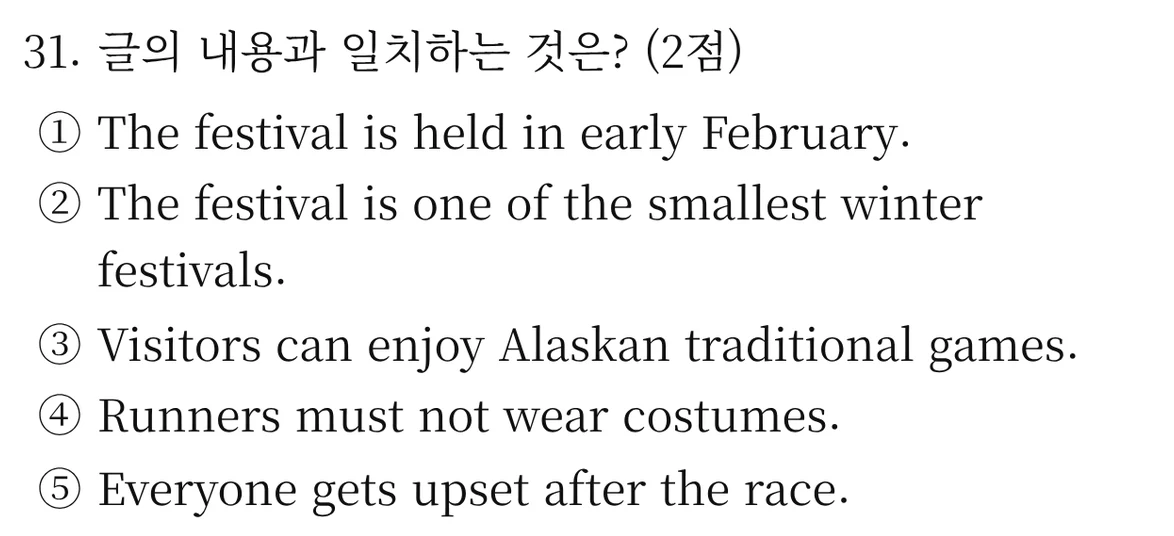 31. 글의 내용과 일치하는 것은? (2점)
① The festival is held in early February.
② The festival is one of the smallest winter
festivals.
③ Visitors can enjoy Alaskan traditional games.
④ Runners must not wear costumes.
⑤ Everyone gets upset after the race.